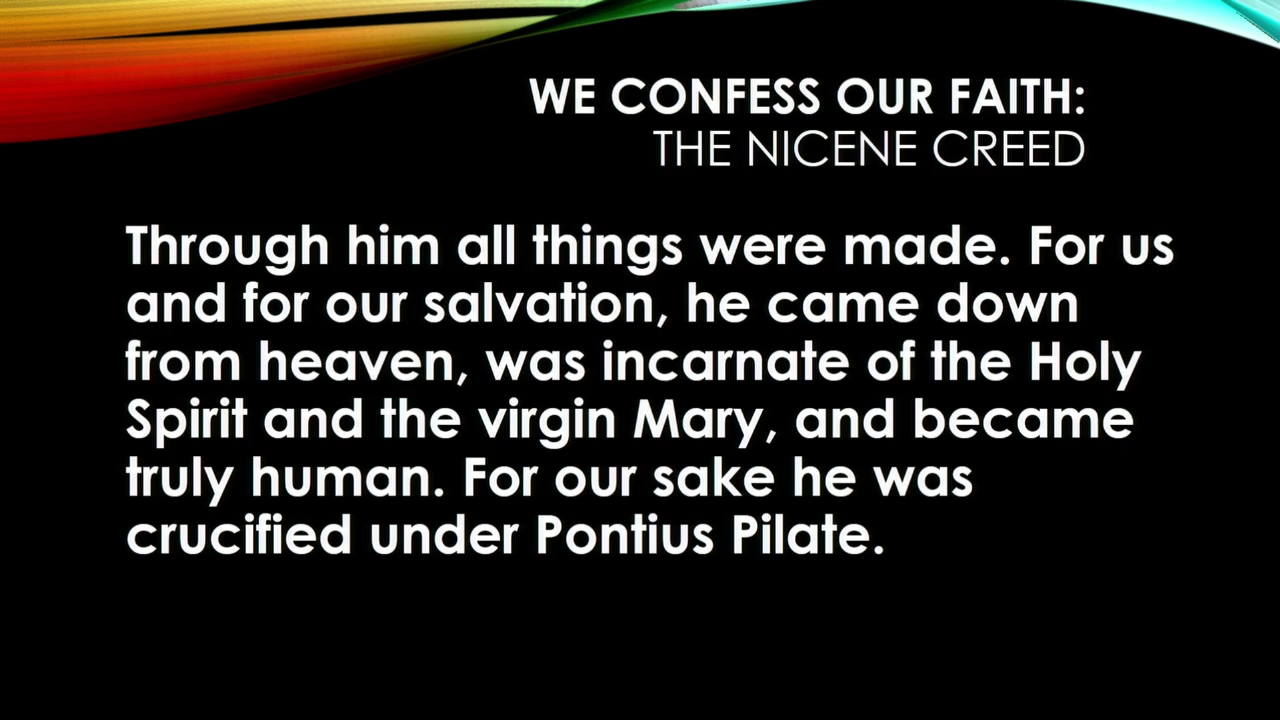 WE CONFESS OUR FAITH:
THE NICENE CREED
Through him all things were made. For us
and for our salvation, he came down
from heaven, was incarnate of the Holy
Spirit and the virgin Mary, and became
truly human. For our sake he was
crucified under Pontius Pilate.